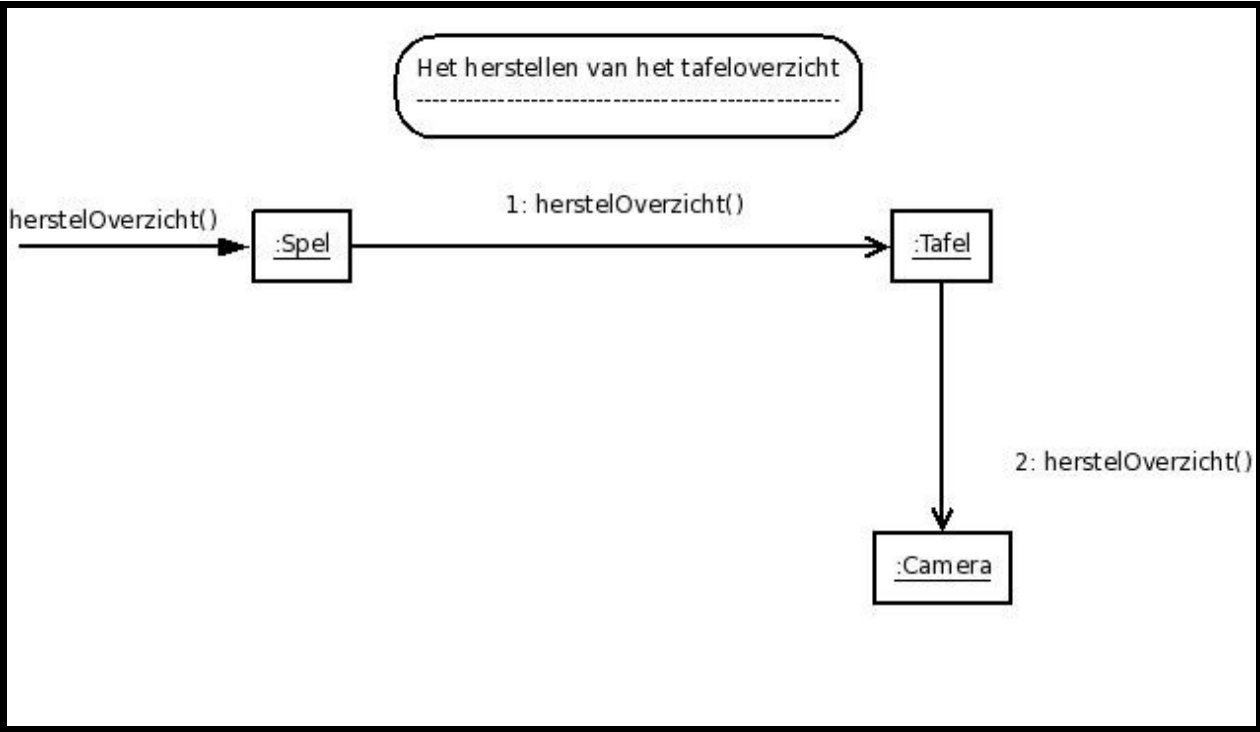 Het herstellen van het tafeloverzicht
herstelOverzicht()
:Spel
1: herstelOverzicht()
:Tafel
2: herstelOverzicht()
:Camera